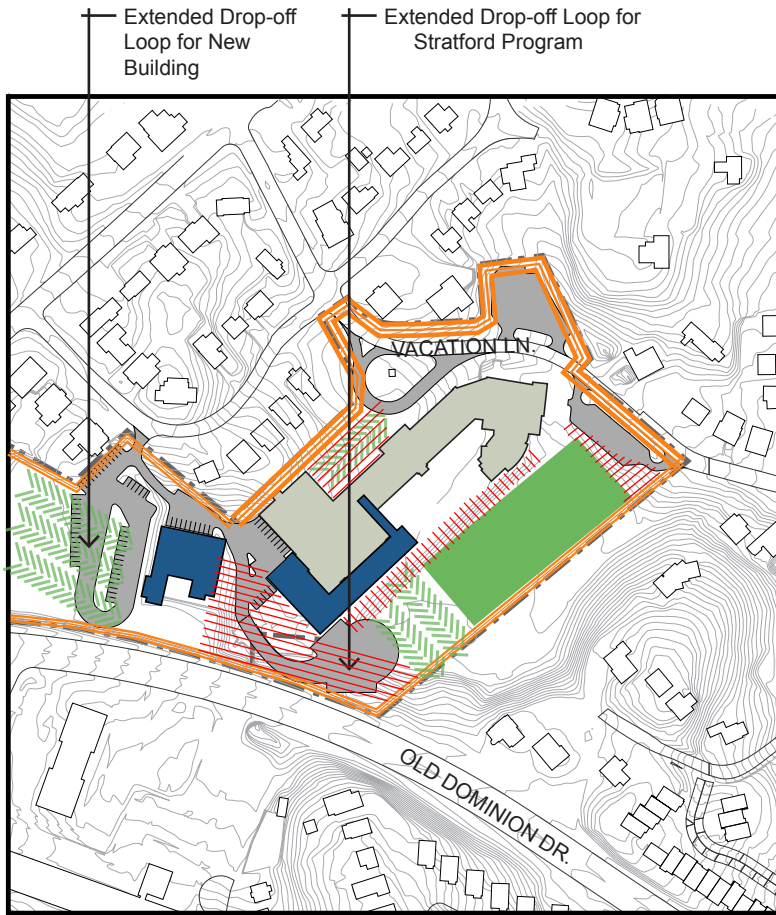 Extended Drop-off
Loop for New
Building
Extended Drop-off Loop for
Stratford Program
VACATION LN.
OLD DOMINION DR.